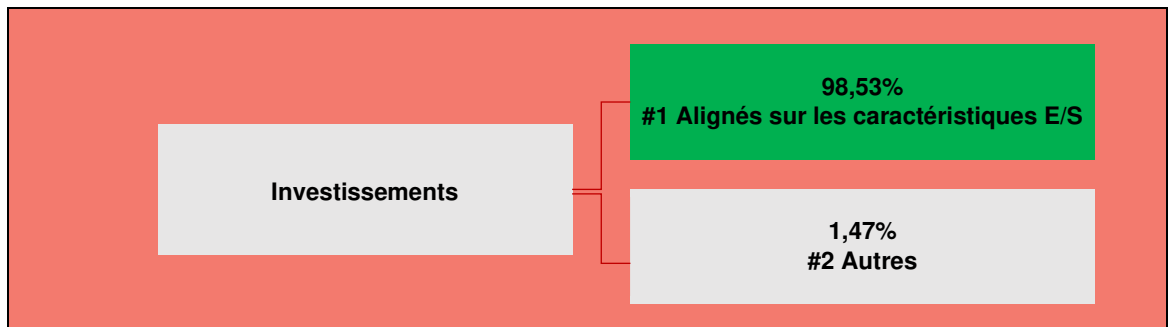 98,53%
#1 Alignés sur les caractéristiques E/S
Investissements
1,47%
#2 Autres